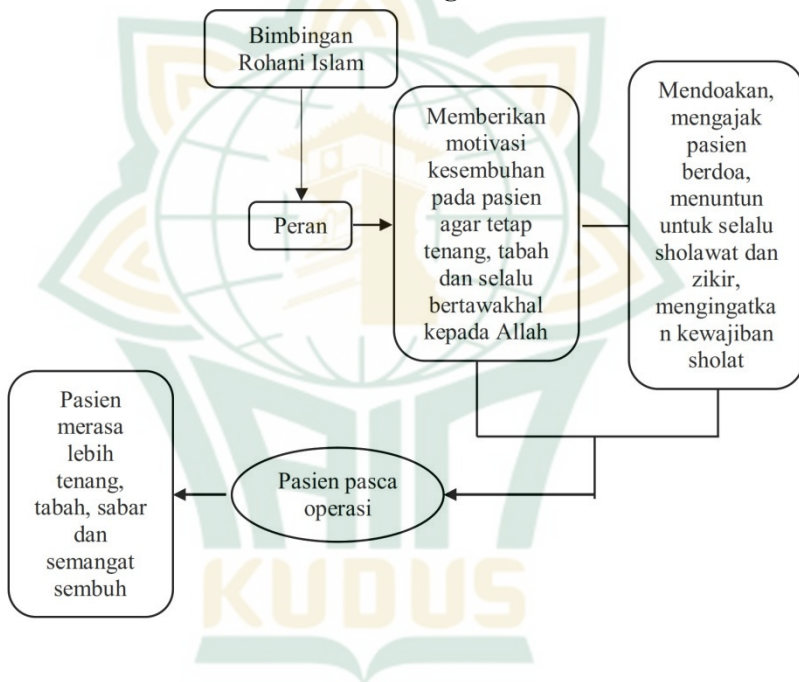 Bimbingan
Rohani Islam
Peran
Memberikan
motivasi
kesembuhan
pada pasien
agar tetap
tenang, tabah
dan selalu
bertawakhal
kepada Allah
Mendoakan,
mengajak
pasien
berdoa,
menuntun
untuk selalu
sholawat dan
zikir,
mengingatka
n kewajiban
sholat
Pasien pasca
operasi
Pasien
merasa
lebih
tenang,
tabah, sabar
dan
semangat
sembuh
KUDUS